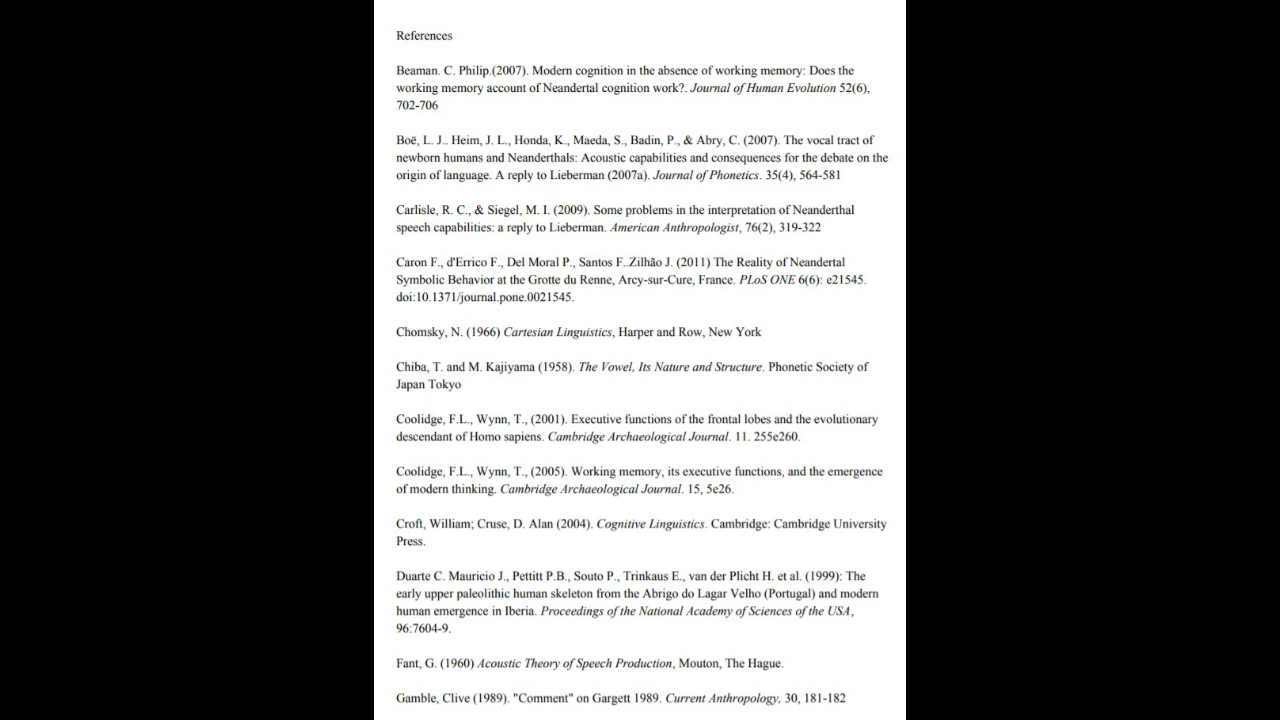 References
Beaman. C. Philip.(2007). Modern cognition in the absence of working memory: Does the
working memory account of Neandertal cognition work?. Journal of Human Evolution 52(6),
702-706
Boë, L. J.. Heim, J. L., Honda, K., Maeda, S., Badin, P., & Abry, C. (2007). The vocal tract of
newborn humans and Neanderthals: Acoustic capabilities and consequences for the debate on the
origin of language. A reply to Lieberman (2007a). Journal of Phonetics. 35(4), 564-581
Carlisle, R. C., & Siegel, M. I. (2009). Some problems in the interpretation of Neanderthal
speech capabilities: a reply to Lieberman. American Anthropologist, 76(2), 319-322
Caron F., d'Errico F., Del Moral P., Santos F..Zilhão J. (2011) The Reality of Neandertal
Symbolic Behavior at the Grotte du Renne, Arcy-sur-Cure, France. PLoS ONE 6(6): e21545.
doi:10.1371/journal.pone.0021545.
Chomsky, N. (1966) Cartesian Linguistics, Harper and Row, New York
Chiba, T. and M. Kajiyama (1958). The Vowel, Its Nature and Structure. Phonetic Society of
Japan Tokyo
Coolidge, F.L., Wynn, T., (2001). Executive functions of the frontal lobes and the evolutionary
descendant of Homo sapiens. Cambridge Archaeological Journal. 11. 255e260.
Coolidge, F.L., Wynn, T., (2005). Working memory, its executive functions, and the emergence
of modern thinking. Cambridge Archaeological Journal. 15, 5e26.
Croft, William; Cruse, D. Alan (2004). Cognitive Linguistics. Cambridge: Cambridge University
Press.
Duarte C. Mauricio J., Pettitt P.B., Souto P., Trinkaus E., van der Plicht H. et al. (1999): The
early upper paleolithic human skeleton from the Abrigo do Lagar Velho (Portugal) and modern
human emergence in Iberia. Proceedings of the National Academy of Sciences of the USA,
96:7604-9.
Fant, G. (1960) Acoustic Theory of Speech Production, Mouton, The Hague.
Gamble, Clive (1989). "Comment" on Gargett 1989. Current Anthropology, 30, 181-182